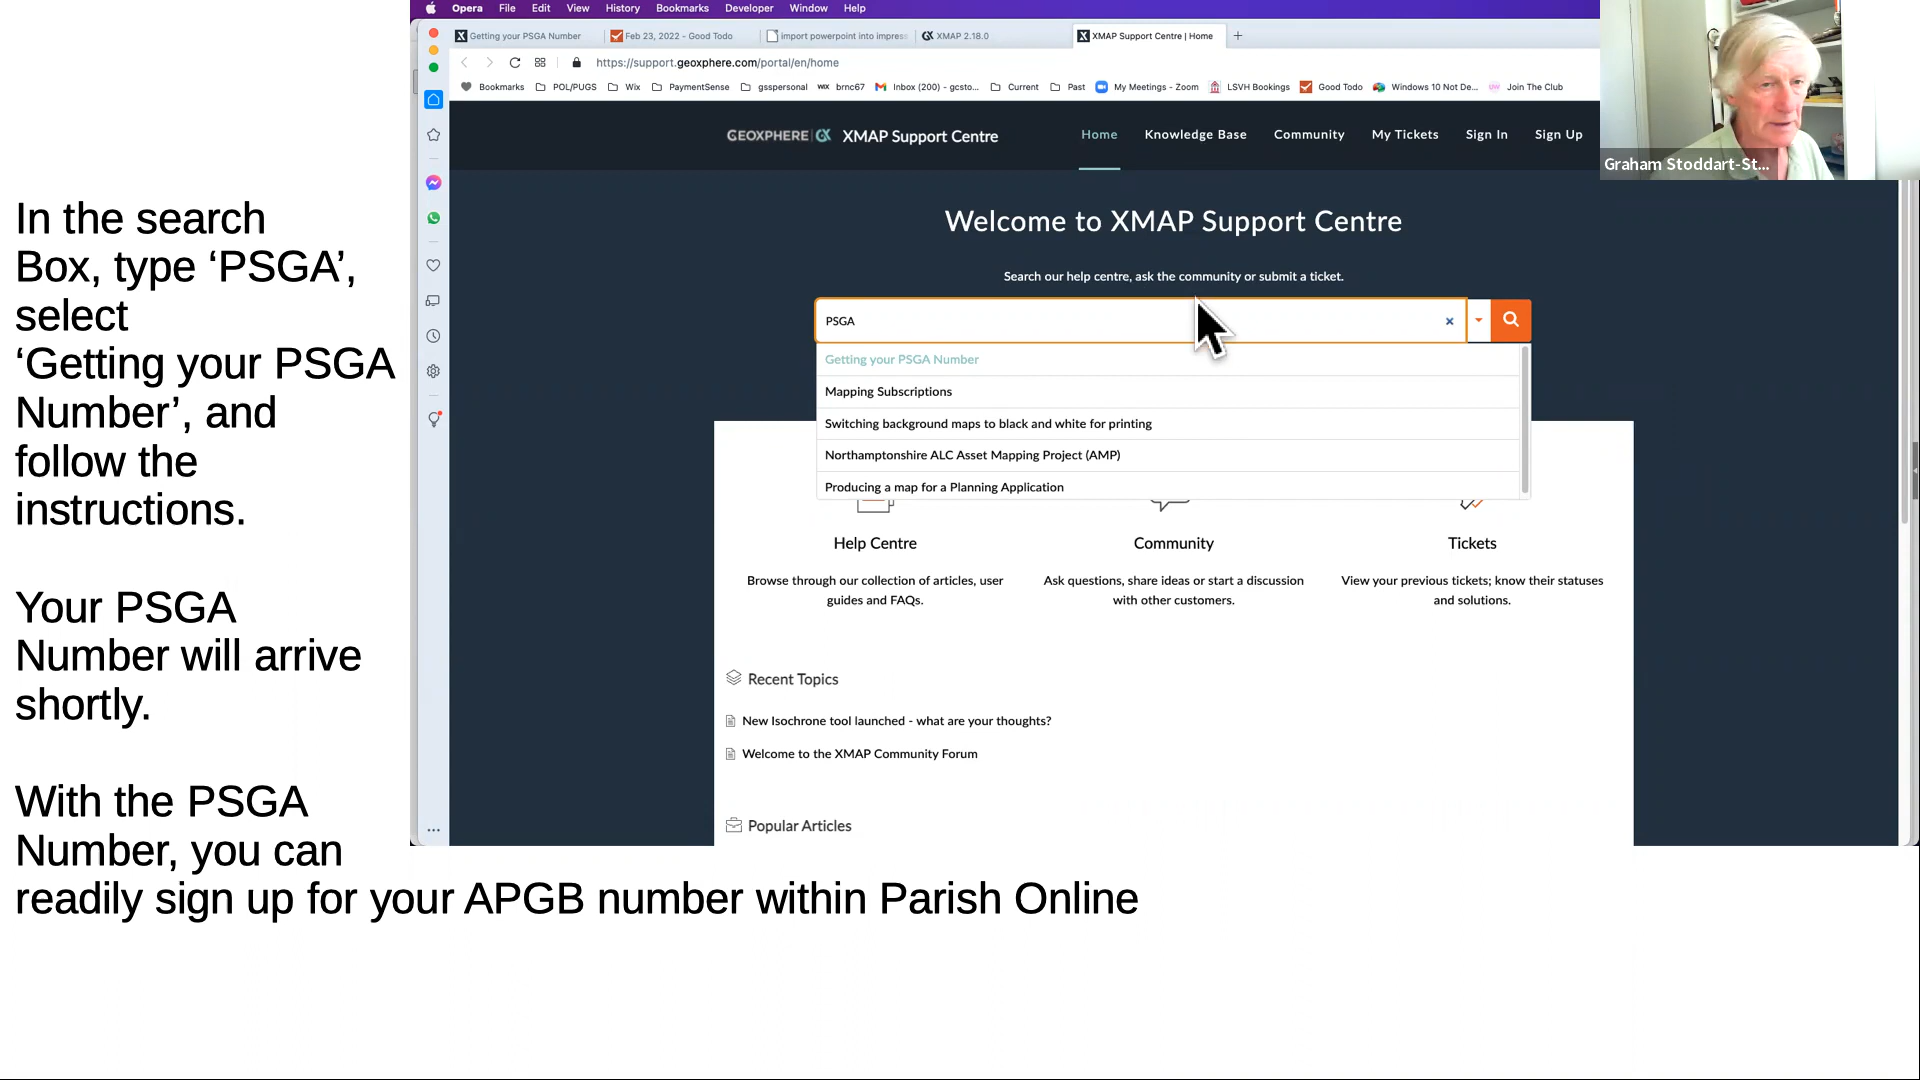 Opera File Edit View History Bookmarks Developer Window Help
Getting your PSGA Number
Feb 23, 2022 - Good Todo
import powerpoint into impres
XMAP 2.18.0
XMAP Support Centre | Home
https://support.geoxphere.com/portal/en/home
Bookmarks POL/PUGS Wix PaymentSense gsspersonal WIX brnc67 Inbox (200) - gcsto... Current Past My Meetings - Zoom LSVH Bookings Good Todo Windows 10 Not De... Join The Club
GEOXPHERE XMAP Support Centre
Home Knowledge Base Community My Tickets Sign In Sign Up
Graham Stoddart-St...
Welcome to XMAP Support Centre
Search our help centre, ask the community or submit a ticket.
PSGA
Getting your PSGA Number
Mapping Subscriptions
Switching background maps to black and white for printing
Northamptonshire ALC Asset Mapping Project (AMP)
Producing a map for a Planning Application
Help Centre
Browse through our collection of articles, user
guides and FAQs.
Community
Ask questions, share ideas or start a discussion
with other customers.
Tickets
View your previous tickets; know their statuses
and solutions.
Recent Topics
New Isochrone tool launched - what are your thoughts?
Welcome to the XMAP Community Forum
Popular Articles
In the search
Box, type ‘PSGA’,
select
‘Getting your PSGA
Number’, and
follow the
instructions.
Your PSGA
Number will arrive
shortly.
With the PSGA
Number, you can
readily sign up for your APGB number within Parish Online